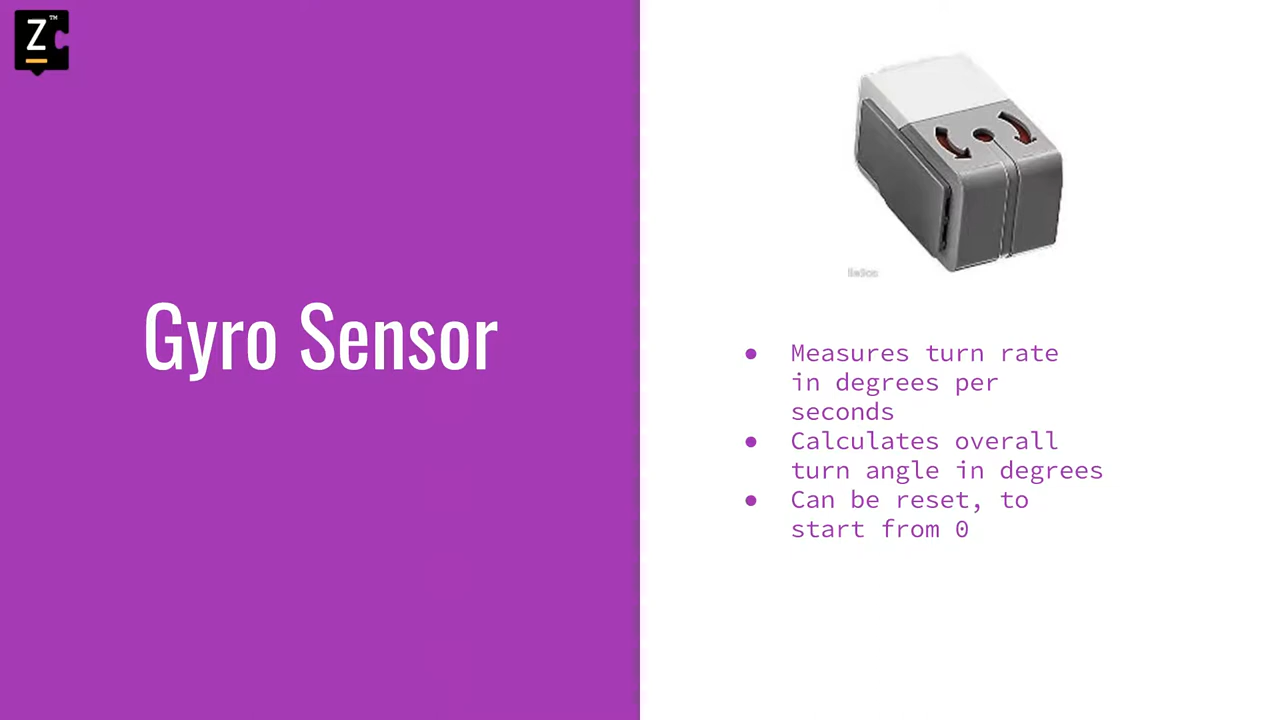 Z™
Gyro Sensor
● Measures turn rate
in degrees per
seconds
● Calculates overall
turn angle in degrees
● Can be reset, to
start from 0